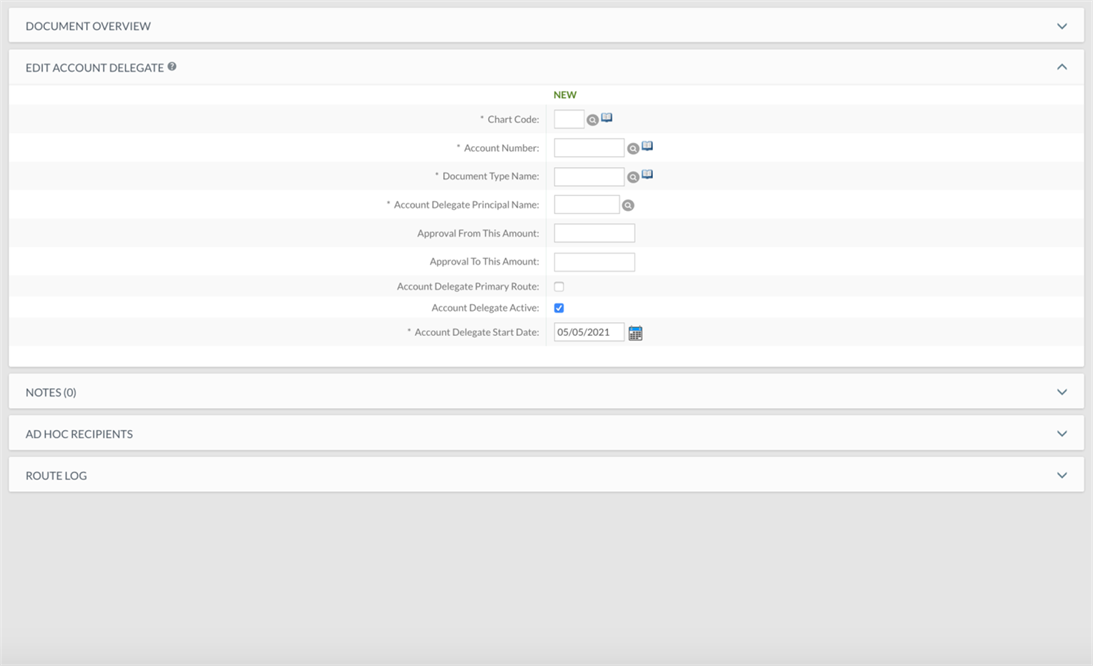 DOCUMENT OVERVIEW
EDIT ACCOUNT DELEGATE ?
NEW
* Chart Code:
* Account Number:
* Document Type Name:
* Account Delegate Principal Name:
Approval From This Amount:
Approval To This Amount:
Account Delegate Primary Route:
Account Delegate Active:
* Account Delegate Start Date: 05/05/2021
NOTES (0)
AD HOC RECIPIENTS
ROUTE LOG